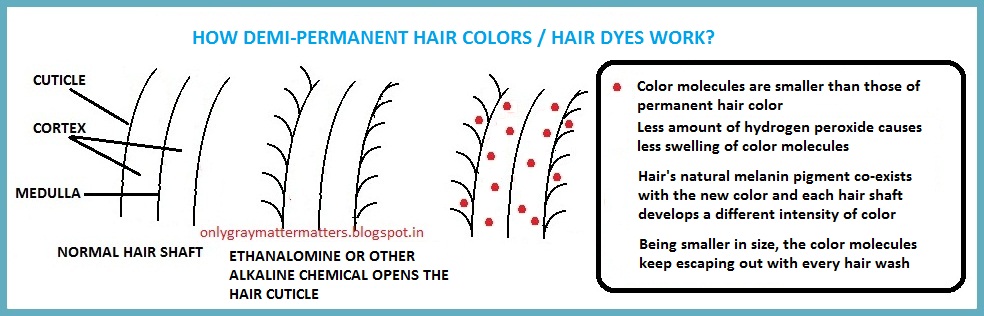 HOW DEMI-PERMANENT HAIR COLORS / HAIR DYES WORK?
CUTICLE
CORTEX
MEDULLA
NORMAL HAIR SHAFT
onlygraymattermatters.blogspot.in
ETHANALOMINE OR OTHER
ALKALINE CHEMICAL OPENS THE
HAIR CUTICLE
Color molecules are smaller than those of
permanent hair color
Less amount of hydrogen peroxide causes
less swelling of color molecules
Hair's natural melanin pigment co-exists
with the new color and each hair shaft
develops a different intensity of color
Being smaller in size, the color molecules
keep escaping out with every hair wash